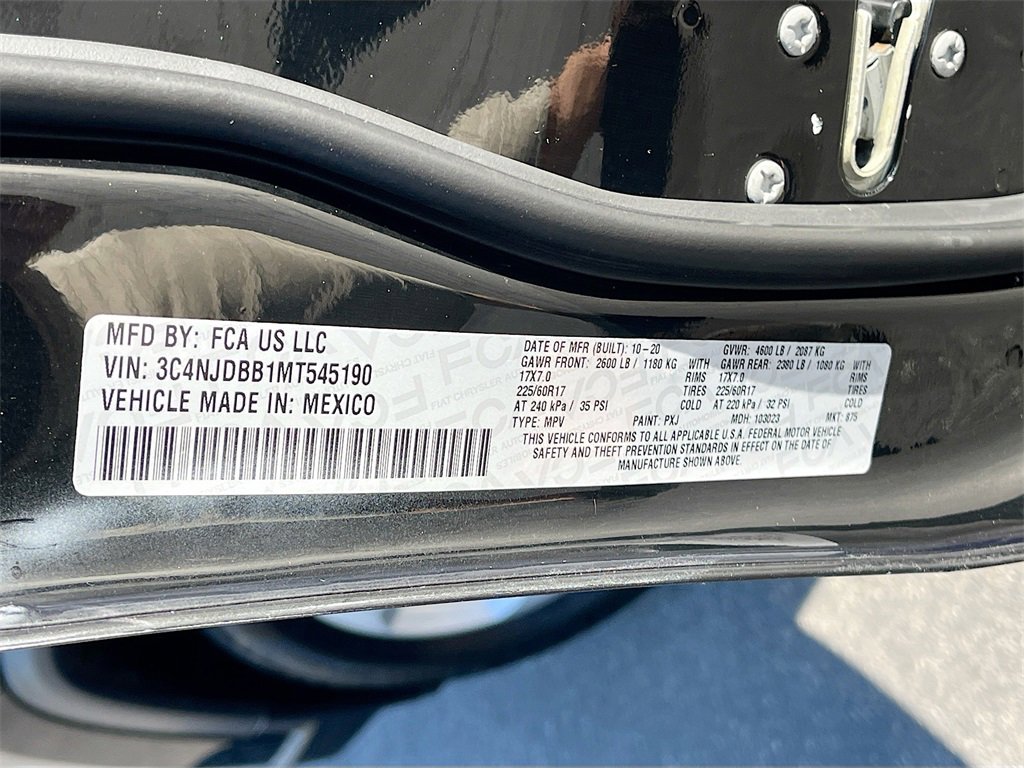 MFD BY: FCA US LLC
VIN: 3C4NJDBB1MT545190
VEHICLE MADE IN: MEXICO
DATE OF MFR (BUILT): 10-20 GVWR: 4600 LB / 2087 KG
GAWR FRONT: 2600 LB / 1180 KG WITH GAWR REAR: 2380 LB / 1080 KG WITH
17X7.0 RIMS 17X7.0 RIMS
225/60R17 TIRES 225/60R17 TIRES
AT 240 kPa / 35 PSI COLD AT 220 kPa / 32 PSI COLD
TYPE: MPV PAINT: PXJ MDH: 103023 MKT: 875
THIS VEHICLE CONFORMS TO ALL APPLICABLE U.S.A. FEDERAL MOTOR VEHICLE
SAFETY AND THEFT PREVENTION STANDARDS IN EFFECT ON THE DATE OF
MANUFACTURE SHOWN ABOVE.